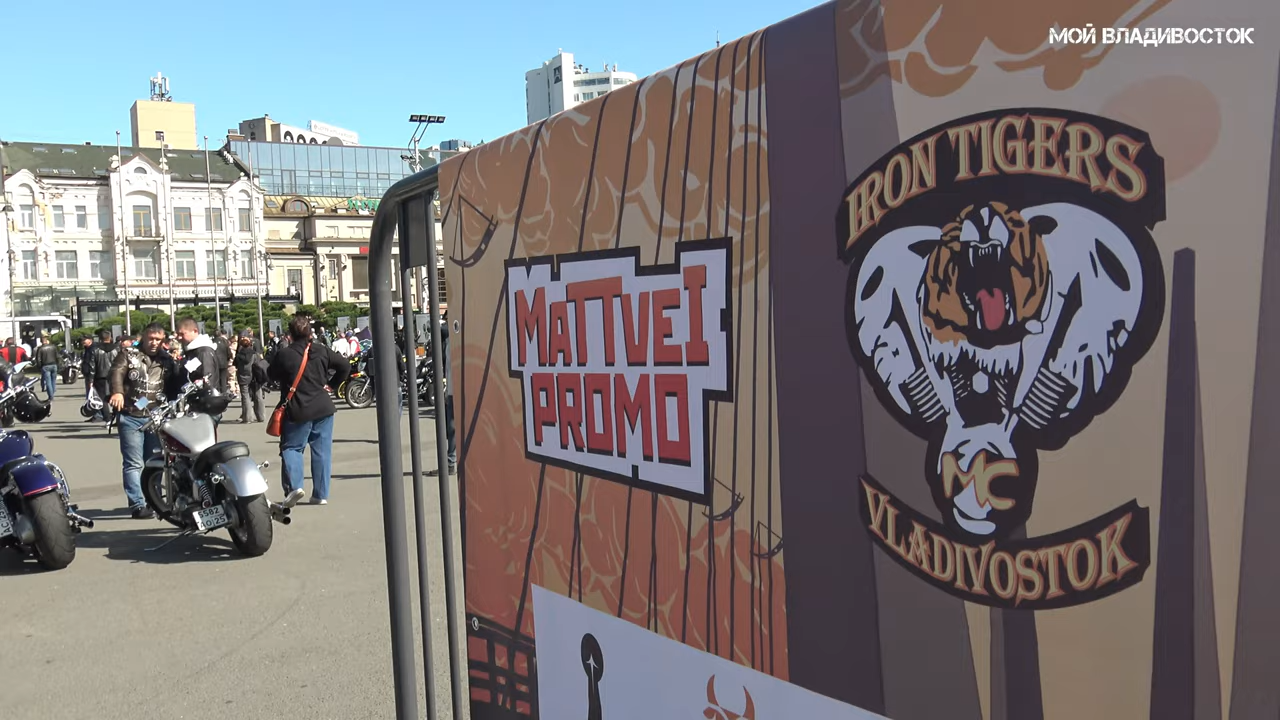 МОЙ ВЛАДИВОСТОК
IRON TIGERS
MC
VLADIVOSTOK
MATTVEI
PROMO